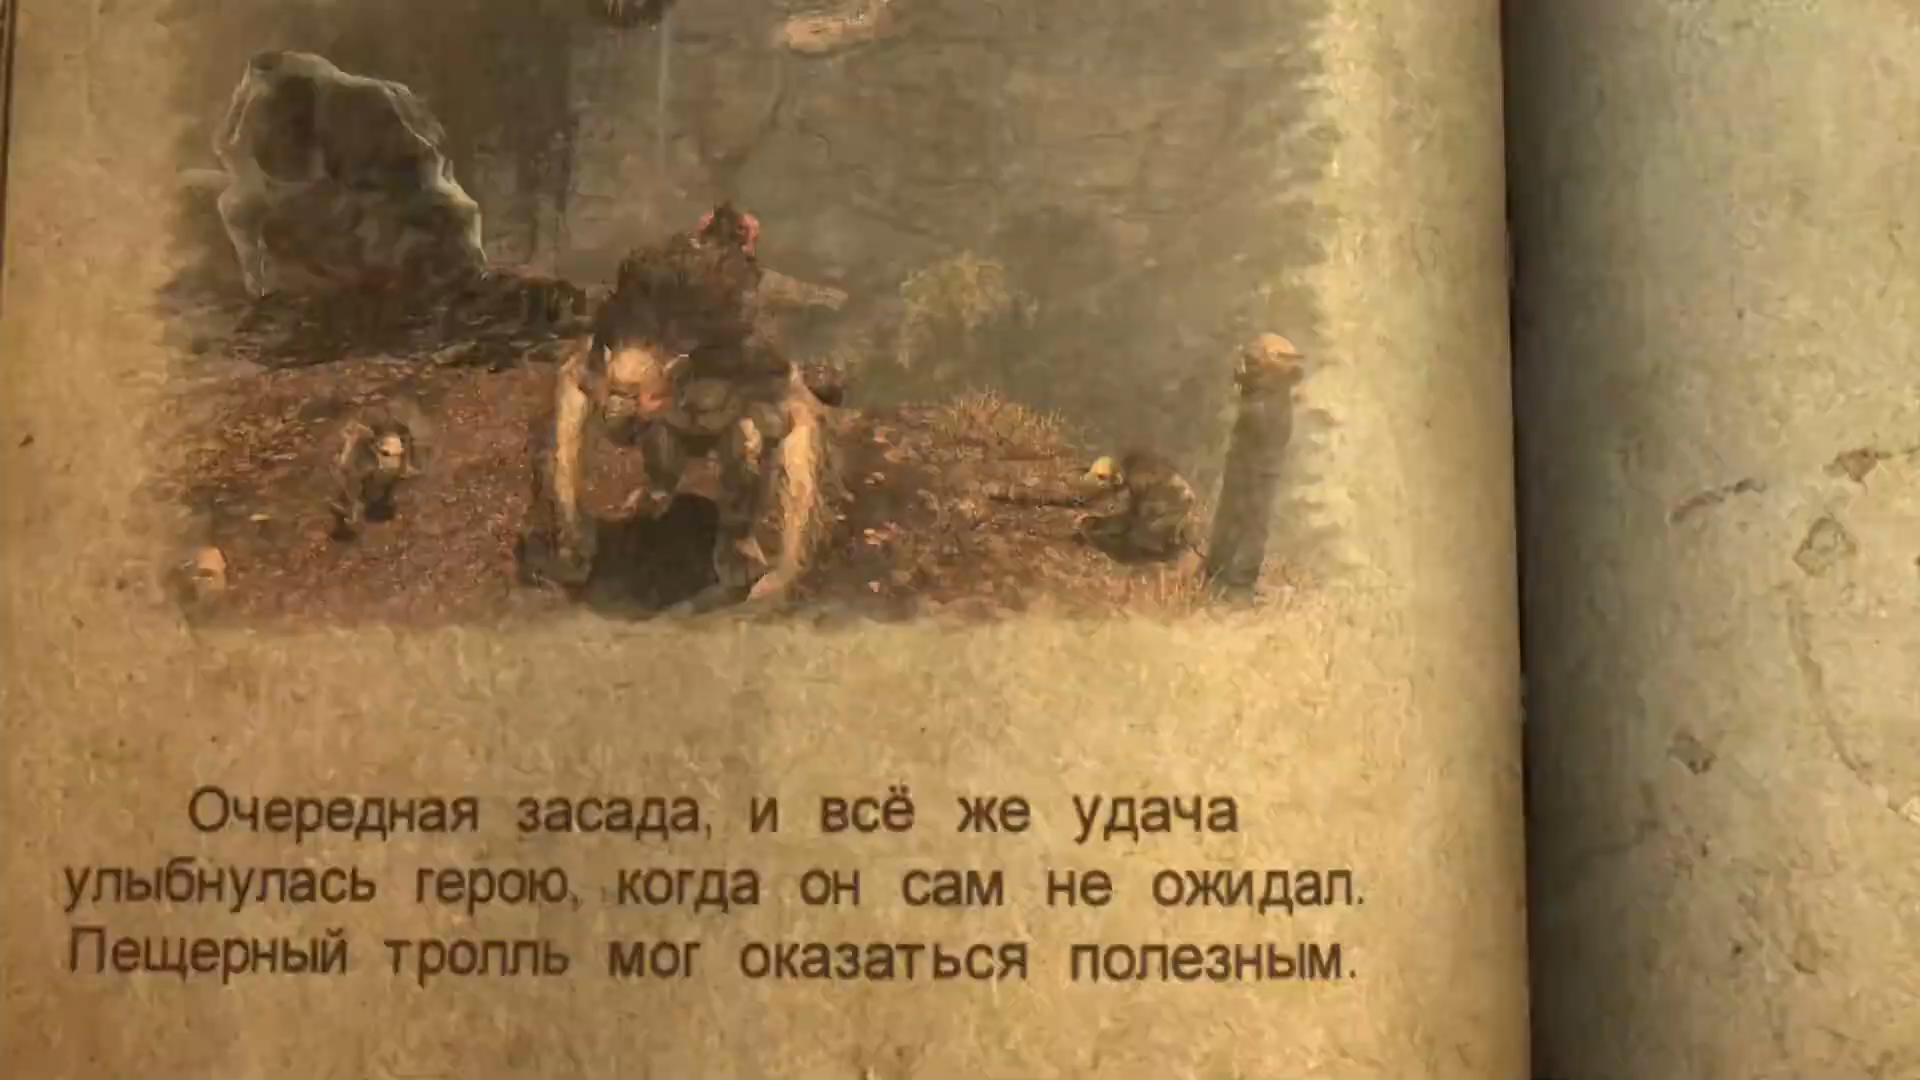 Очередная засада, и всё же удача
улыбнулась герою, когда он сам не ожидал.
Пещерный тролль мог оказаться полезным.